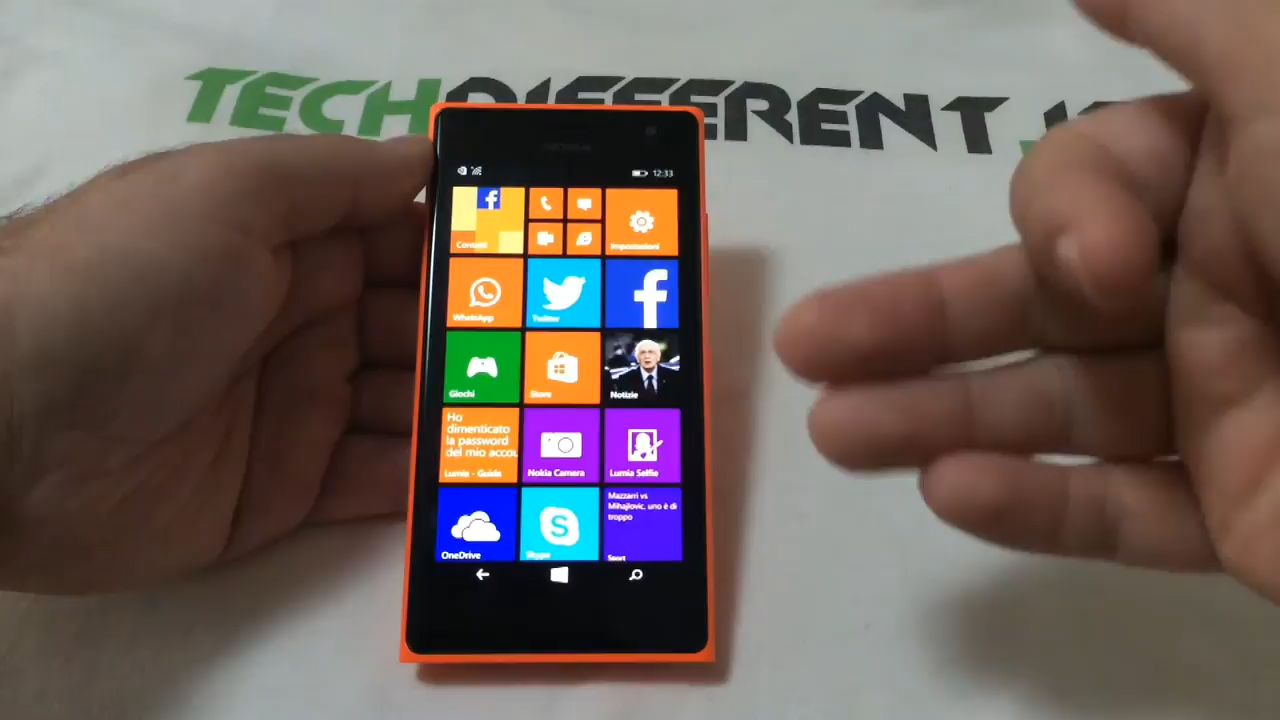 TECHDIFFERENT
NOKIA
12:33
Contatti
Impostazioni
WhatsApp
Twitter
Giochi
Store
Notizie
Ho
dimenticato
la password
del mio accou
Lumia - Guida
Nokia Camera
Lumia Selfie
OneDrive
Skype
Mazzarri vs
Mihajlovic, uno è di
troppo
Sport